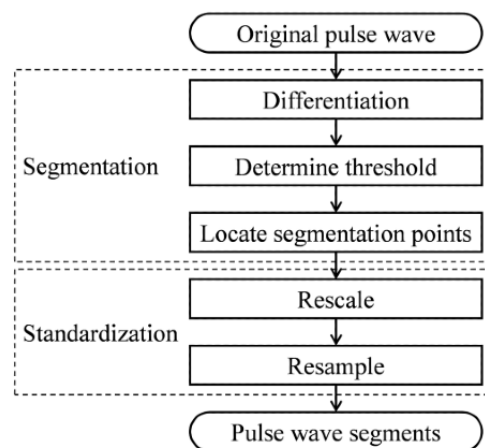 Original pulse wave
Differentiation
Segmentation
Determine threshold
Locate segmentation points
Rescale
Standardization
Resample
Pulse wave segments